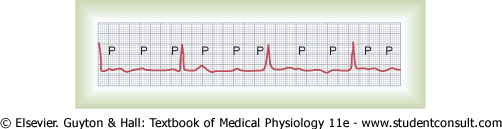 P P P P P P P P P
© Elsevier. Guyton & Hall: Textbook of Medical Physiology 11e - www.studentconsult.com